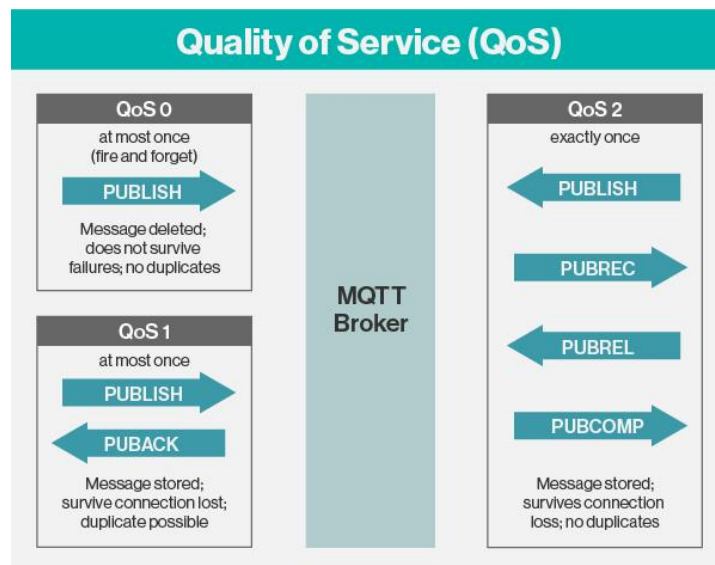 Quality of Service (QoS)
QoS 0
at most once
(fire and forget)
PUBLISH
Message deleted;
does not survive
failures; no duplicates
QoS 1
at most once
PUBLISH
PUBACK
Message stored;
survive connection lost;
duplicate possible
MQTT
Broker
QoS 2
exactly once
PUBLISH
PUBREC
PUBREL
PUBCOMP
Message stored;
survives connection
loss; no duplicates